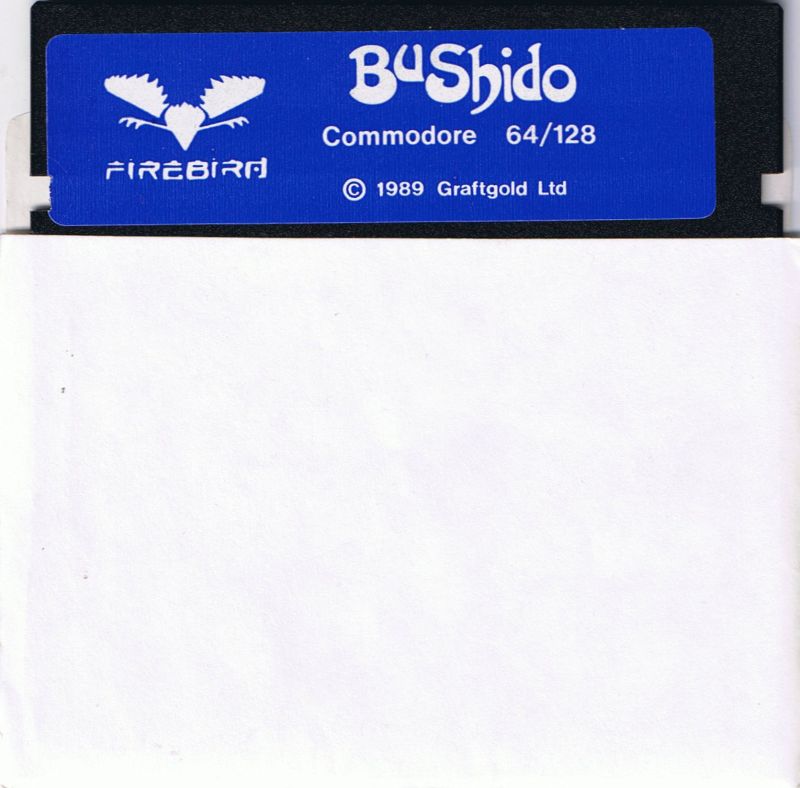 BuShido
Commodore 64/128
FIREBIRD
© 1989 Graftgold Ltd